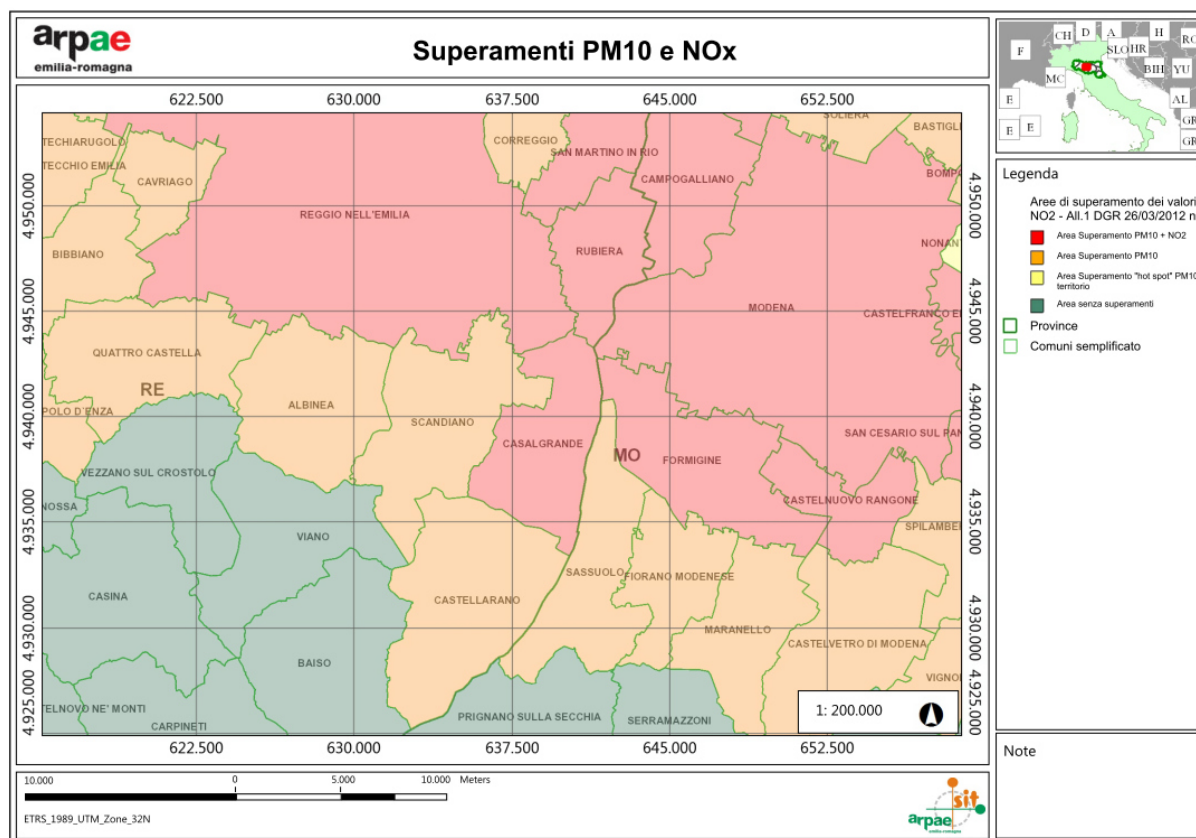 arpae
emilia-romagna
Superamenti PM10 e NOx
F
CH
D
A
H
RO
SLO
HR
BIH
YU
MC
E
AL
E
E
GR
GR
622.500
630.000
637.500
645.000
652.500
4.950.000
4.945.000
4.940.000
4.935.000
4.930.000
4.925.000
TECHIARUGOLO
TECCHIO EMILIA
CAVRIAGO
CORREGGIO
SAN MARTINO IN RIO
SOLIERA
BASTIGLI
CAMPOGALLIANO
BOMPO
REGGIO NELL'EMILIA
BIBBIANO
RUBIERA
NONANT
MODENA
CASTELFRANCO E
QUATTRO CASTELLA
RE
POLO D'ENZA
ALBINEA
SCANDIANO
CASALGRANDE
MO
FORMIGINE
SAN CESARIO SUL PAN
VEZZANO SUL CROSTOLO
CASTELNUOVO RANGONE
NOSSA
VIANO
SPILAMBE
CASINA
CASTELLARANO
SASSUOLO
FIORANO MODENESE
MARANELLO
CASTELVETRO DI MODENA
BAISO
VIGNO
TELNOVO NE' MONTI
CARPINETI
PRIGNANO SULLA SECCHIA
SERRAMAZZONI
1: 200.000
4.950.000
4.945.000
4.940.000
4.935.000
4.930.000
4.925.000
622.500
630.000
637.500
645.000
652.500
Legenda
Aree di superamento dei valori
NO2 - All.1 DGR 26/03/2012 n
Area Superamento PM10 + NO2
Area Superamento PM10
Area Superamento "hot spot" PM10
territorio
Area senza superamenti
Province
Comuni semplificato
Note
10.000
0
5.000
10.000 Meters
ETRS_1989_UTM_Zone_32N
sit
arpae
emilia-romagna